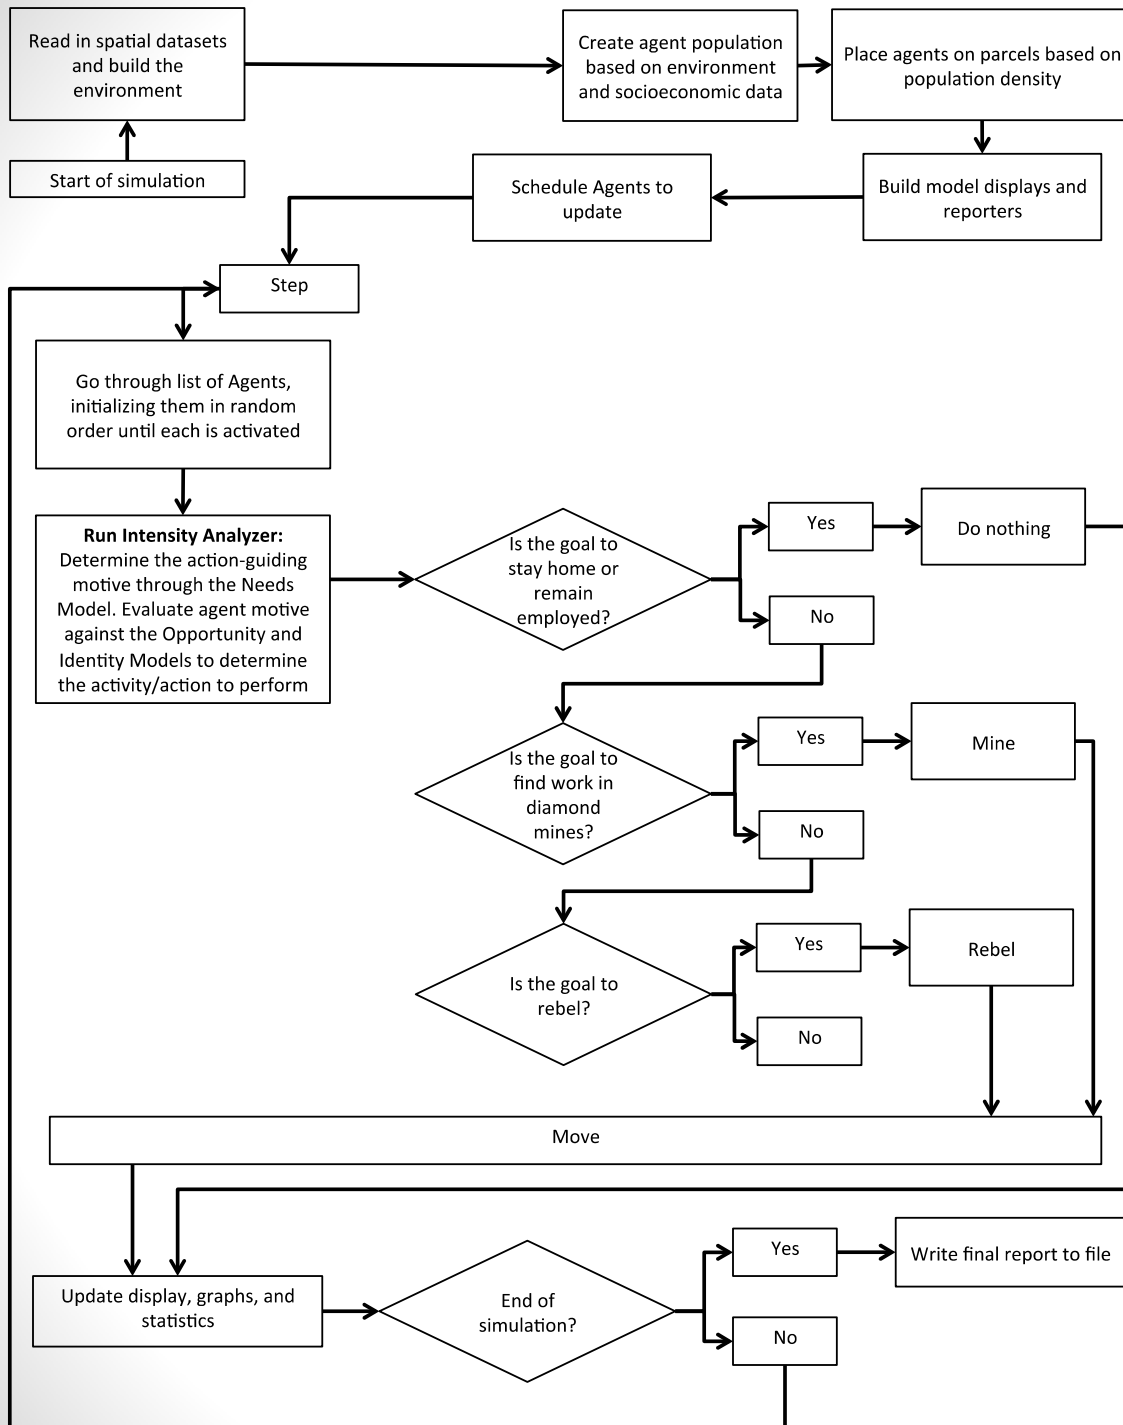 Read in spatial datasets
and build the
environment
Create agent population
based on environment
and socioeconomic data
Place agents on parcels based on
population density
Start of simulation
Schedule Agents to
update
Build model displays and
reporters
Step
Go through list of Agents,
initializing them in random
order until each is activated
Run Intensity Analyzer:
Determine the action-guiding
motive through the Needs
Model. Evaluate agent motive
against the Opportunity and
Identity Models to determine
the activity/action to perform
Is the goal to
stay home or
remain
employed?
Yes
Do nothing
No
Is the goal to
find work in
diamond
mines?
Yes
Mine
No
Is the goal to
rebel?
Yes
Rebel
No
Move
Update display, graphs, and
statistics
End of
simulation?
Yes
Write final report to file
No